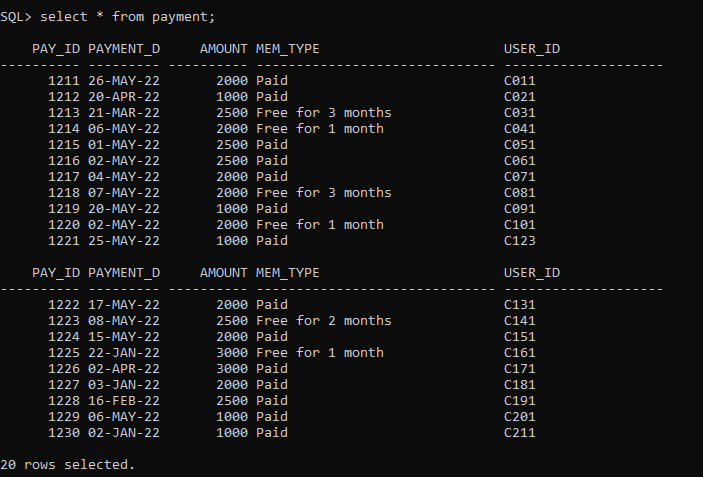 SQL> select * from payment;
PAY_ID PAYMENT_D AMOUNT MEM_TYPE USER_ID
---------- --------- ---------- ------------------------------ --------------------
1211 26-MAY-22 2000 Paid C011
1212 20-APR-22 1000 Paid C021
1213 21-MAR-22 2500 Free for 3 months C031
1214 06-MAY-22 2000 Free for 1 month C041
1215 01-MAY-22 2500 Paid C051
1216 02-MAY-22 2500 Paid C061
1217 04-MAY-22 2000 Paid C071
1218 07-MAY-22 2000 Free for 3 months C081
1219 20-MAY-22 1000 Paid C091
1220 02-MAY-22 2000 Free for 1 month C101
1221 25-MAY-22 1000 Paid C123
PAY_ID PAYMENT_D AMOUNT MEM_TYPE USER_ID
---------- --------- ---------- ------------------------------ --------------------
1222 17-MAY-22 2000 Paid C131
1223 08-MAY-22 2500 Free for 2 months C141
1224 15-MAY-22 2000 Paid C151
1225 22-JAN-22 3000 Free for 1 month C161
1226 02-APR-22 3000 Paid C171
1227 03-JAN-22 2000 Paid C181
1228 16-FEB-22 2500 Paid C191
1229 06-MAY-22 1000 Paid C201
1230 02-JAN-22 1000 Paid C211
20 rows selected.